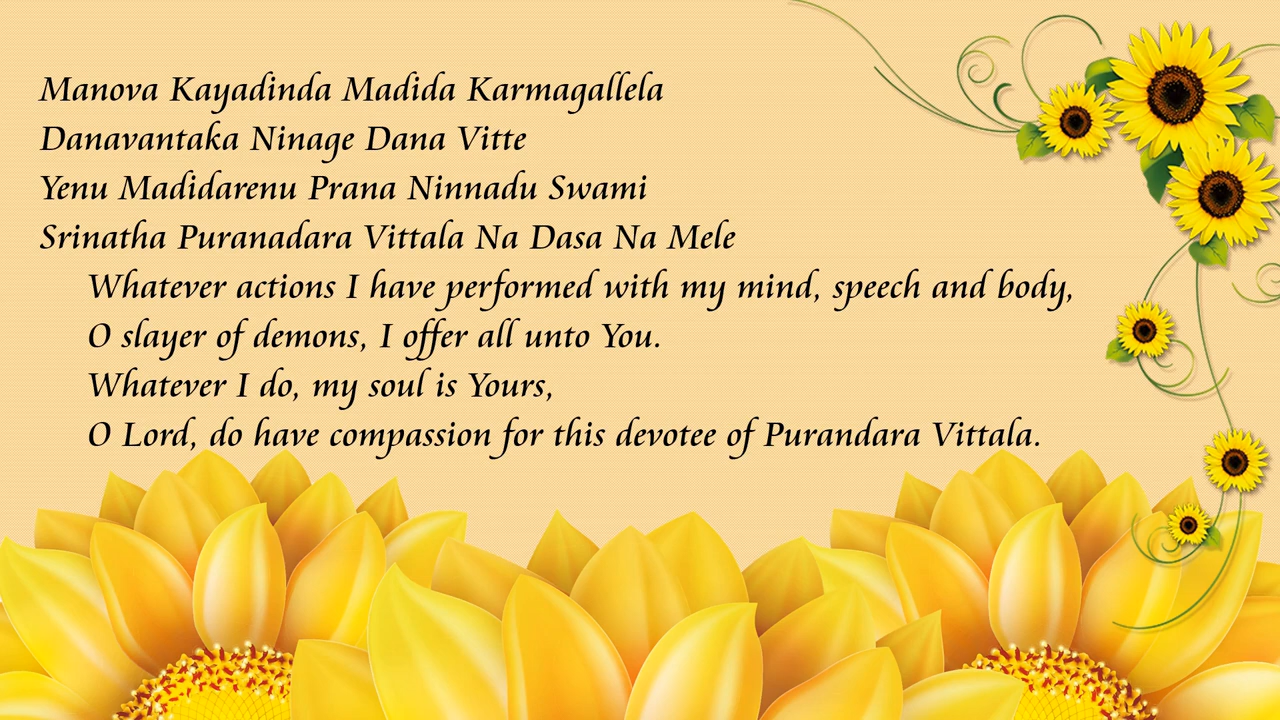 Manova Kayadinda Madida Karmagallela
Danavantaka Ninage Dana Vitte
Yenu Madidarenu Prana Ninnadu Swami
Srinatha Puranadara Vittala Na Dasa Na Mele
Whatever actions I have performed with my mind, speech and body,
O slayer of demons, I offer all unto You.
Whatever I do, my soul is Yours,
O Lord, do have compassion for this devotee of Purandara Vittala.